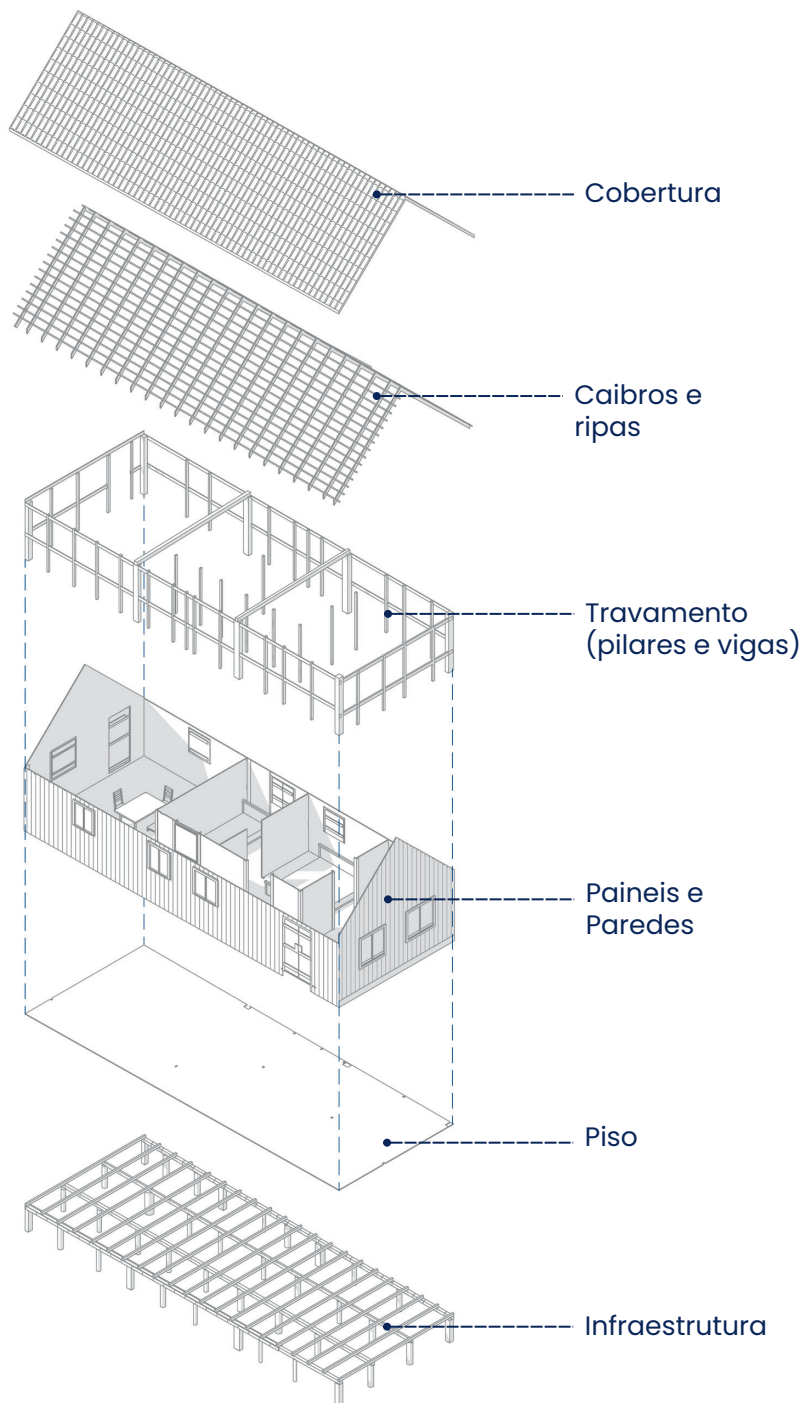 Cobertura
Caibros e
ripas
Travamento
(pilares e vigas)
Paineis e
Paredes
Piso
Infraestrutura